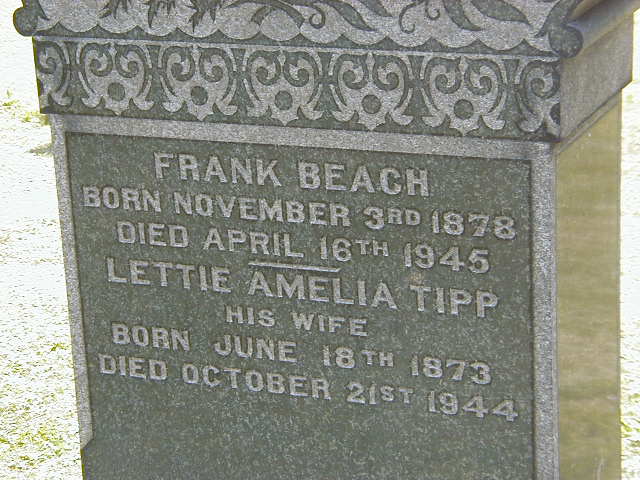 FRANK BEACH
BORN NOVEMBER 3RD 1878
DIED APRIL 16TH 1945
LETTIE AMELIA TIPP
HIS WIFE
BORN JUNE 18TH 1873
DIED OCTOBER 21ST 1944